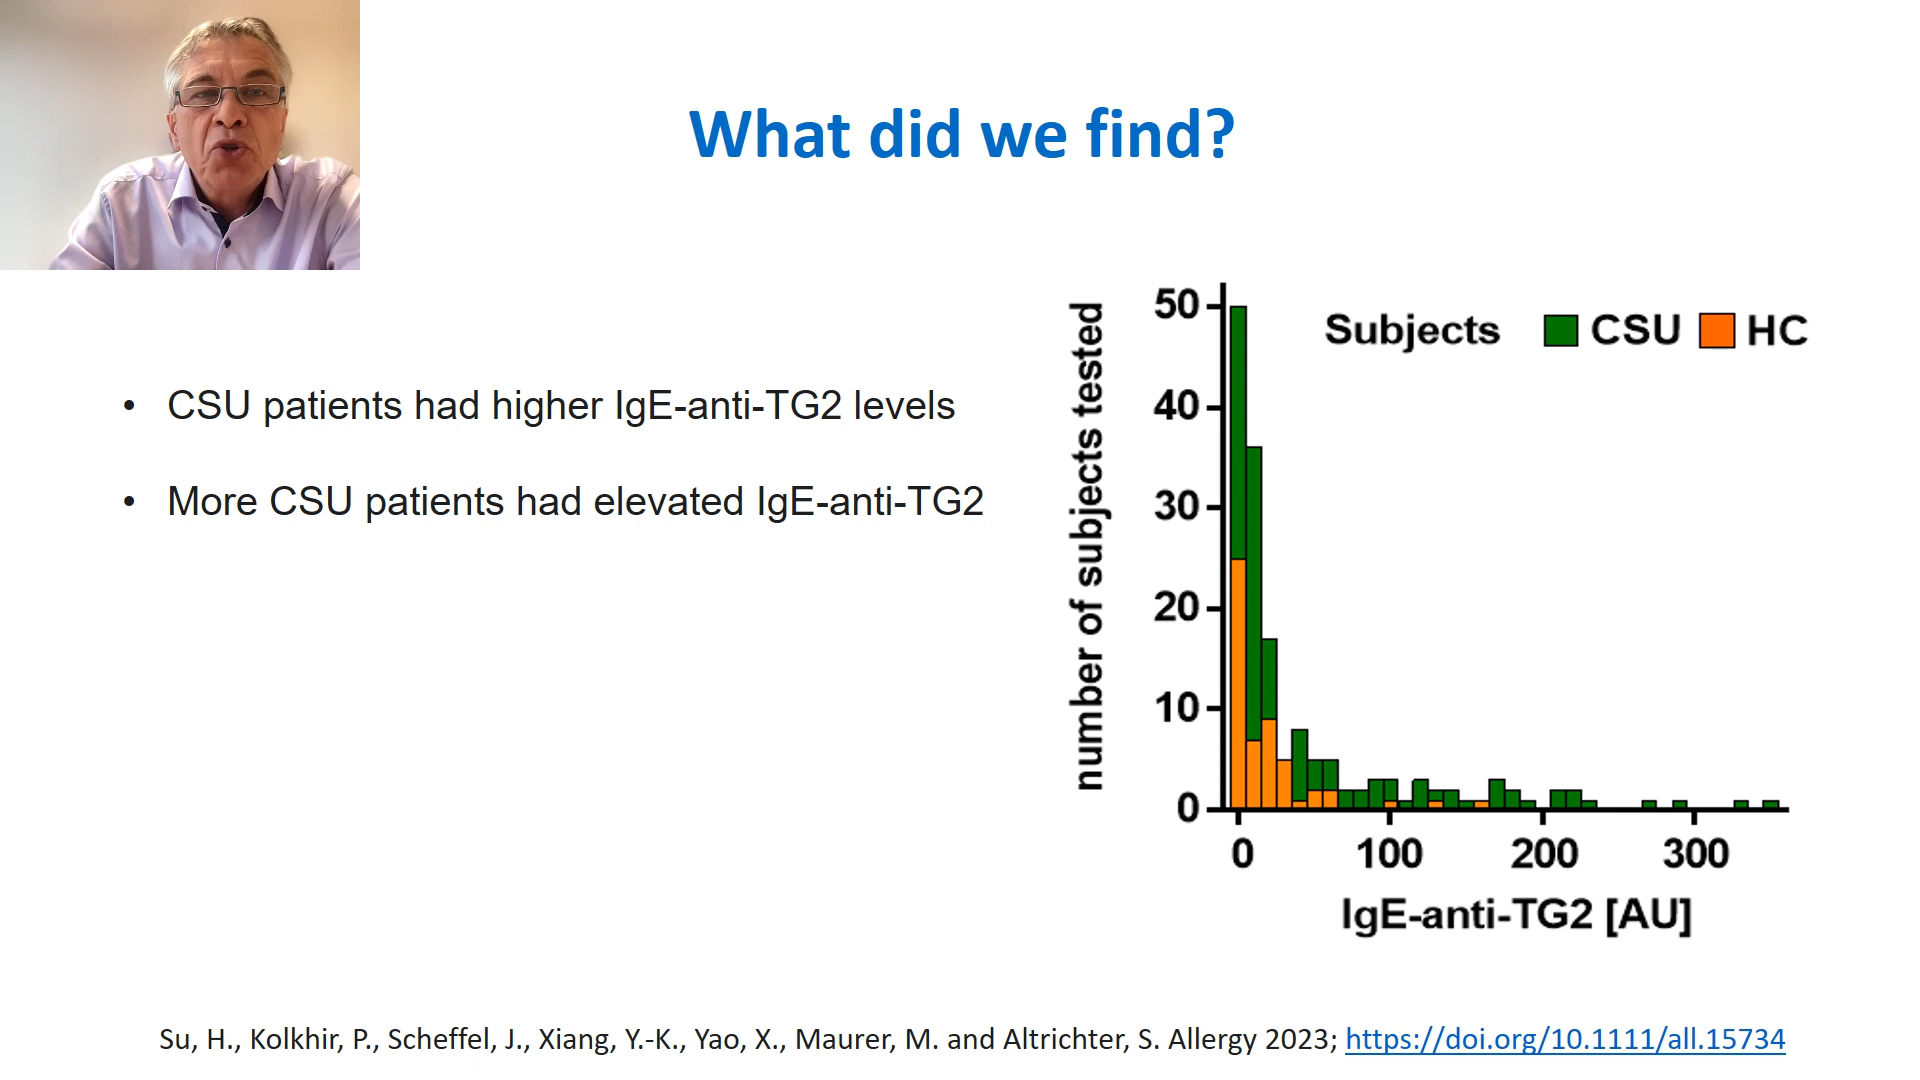 What did we find?
• CSU patients had higher IgE-anti-TG2 levels
• More CSU patients had elevated IgE-anti-TG2
number of subjects tested
50
40
30
20
10
0
Subjects CSU HC
0 100 200 300
IgE-anti-TG2 [AU]
Su, H., Kolkhir, P., Scheffel, J., Xiang, Y.-K., Yao, X., Maurer, M. and Altrichter, S. Allergy 2023; https://doi.org/10.1111/all.15734